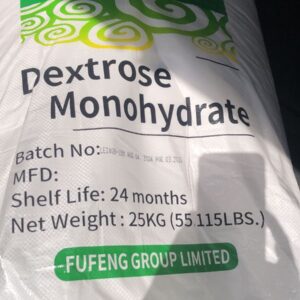 Dextrose
Monohydrate
Batch No:
MFD:
Shelf Life: 24 months
Net Weight: 25KG (55.115LBS.)
FUFENG GROUP LIMITED